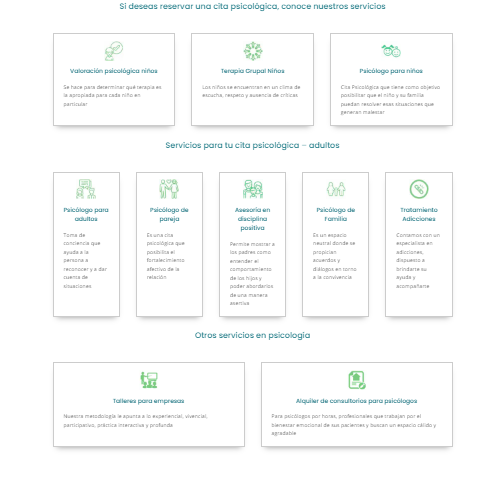 Si deseas reservar una cita psicológica, conoce nuestros servicios
Valoración psicológica niños
Se hace para determinar qué terapia es
la apropiada para cada niño en
particular
Terapia Grupal Niños
Los niños se encuentran en un clima de
escucha, respeto y ausencia de críticas
Psicólogo para niños
Cita Psicológica que tiene como objetivo
posibilitar que el niño y su familia
puedan resolver esas situaciones que
generan malestar
Servicios para tu cita psicológica – adultos
Psicólogo para
adultos
Toma de
conciencia que
ayuda a la
persona a
reconocer y a dar
cuenta de
situaciones
Psicólogo de
pareja
Es una cita
psicológica que
posibilita el
fortalecimiento
afectivo de la
relación
Asesoría en
disciplina
positiva
Permite mostrar a
los padres como
entender el
comportamiento
de los hijos y
poder abordarlos
de una manera
asertiva
Psicólogo de
Familia
Es un espacio
neutral donde se
propician
acuerdos y
diálogos en torno
a la convivencia
Tratamiento
Adicciones
Contamos con un
especialista en
adicciones,
dispuesto a
brindarte su
ayuda y
acompañarte
Otros servicios en psicología
Talleres para empresas
Nuestra metodología le apunta a lo experiencial, vivencial,
participativo, práctica interactiva y profunda
Alquiler de consultorios para psicólogos
Para psicólogos por horas, profesionales que trabajan por el
bienestar emocional de sus pacientes y buscan un espacio cálido y
agradable